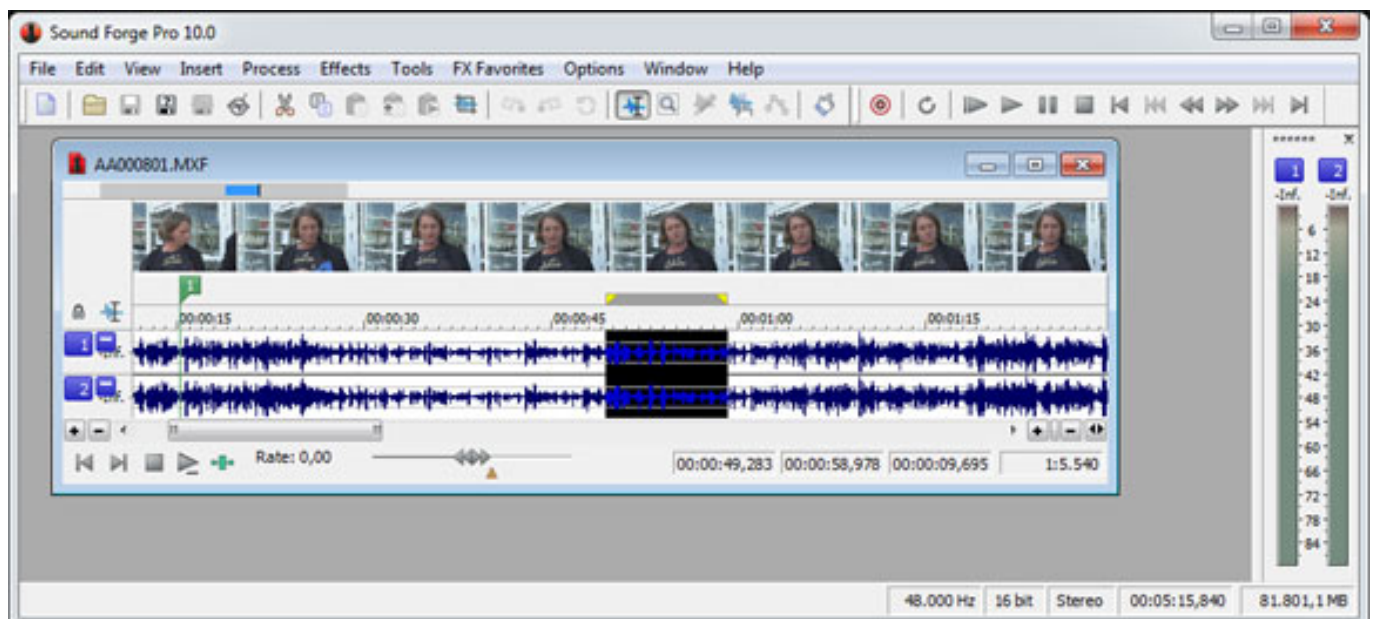 Sound Forge Pro 10.0
File Edit View Insert Process Effects Tools FX Favorites Options Window Help
AA000801.MXF
1 2
-Inf. -Inf.
1
00:00:15 00:00:30 00:00:45 00:01:00 00:01:15
1 -Inf.
2 -Inf.
Rate: 0,00
00:00:49,283 00:00:58,978 00:00:09,695 1:5.540
6
12
18
24
30
36
42
48
54
60
66
72
78
84
48.000 Hz 16 bit Stereo 00:05:15,840 81.801,1 MB